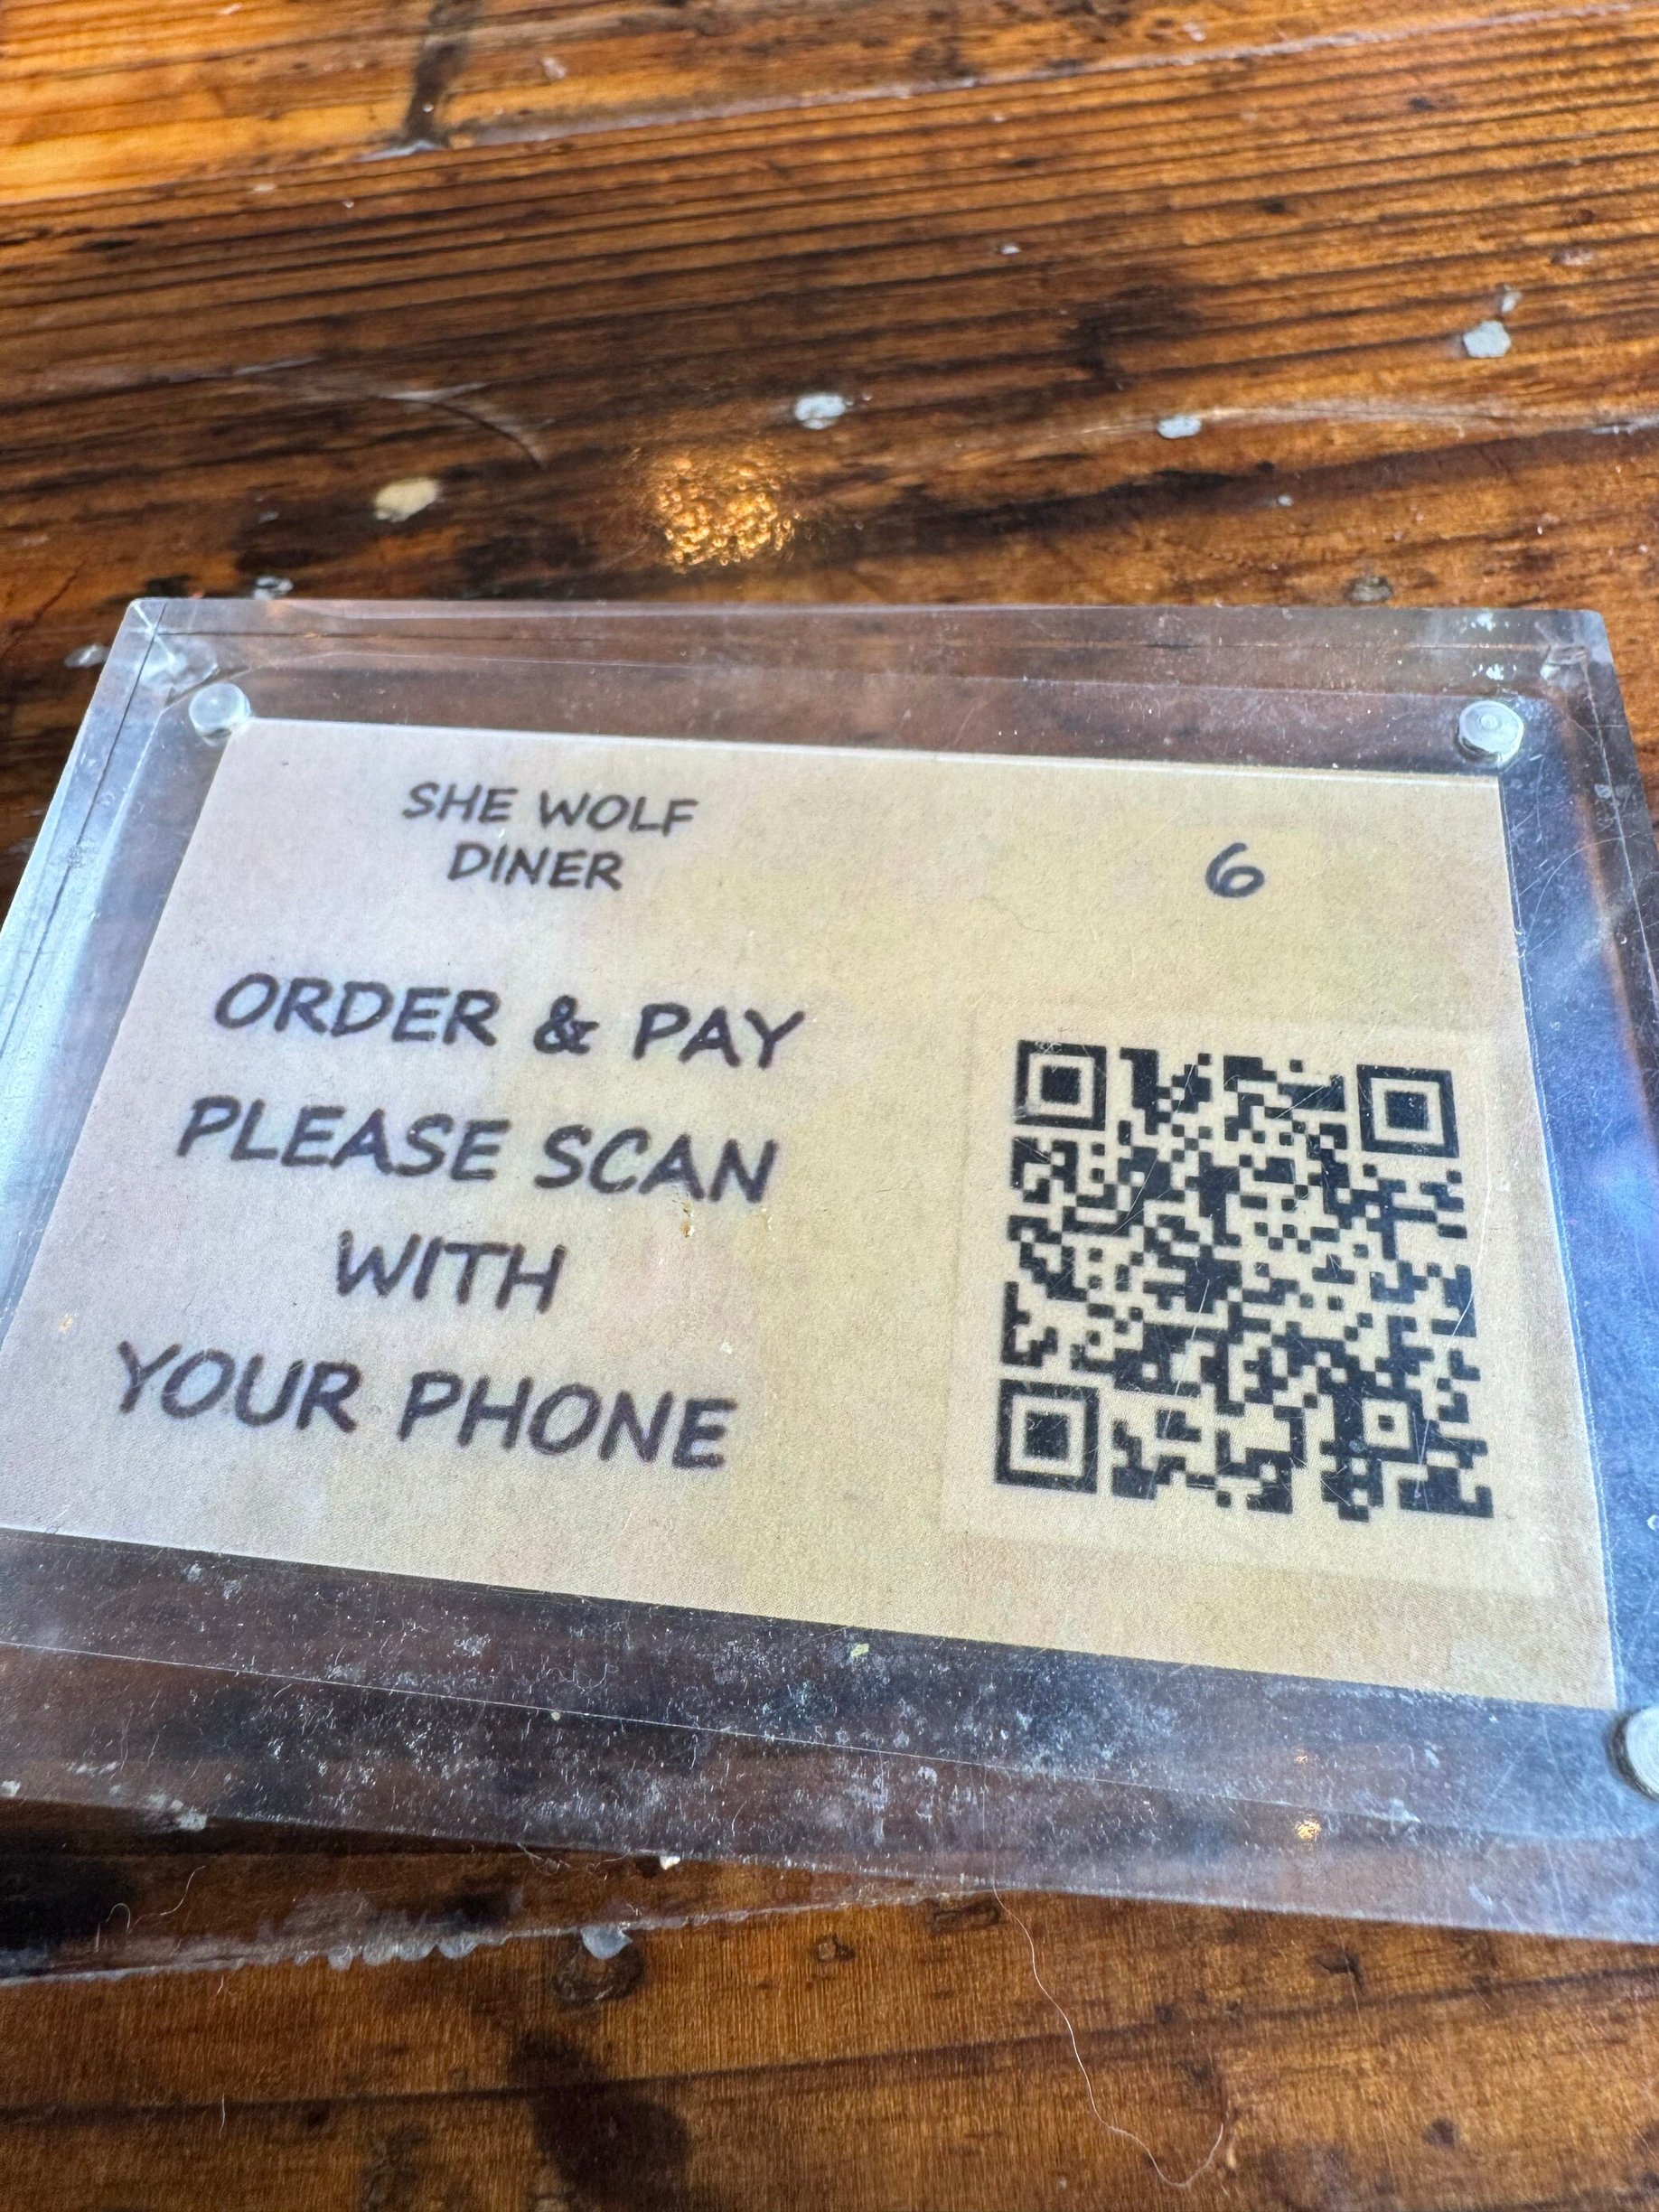 SHE WOLF
DINER
6
ORDER & PAY
PLEASE SCAN
WITH
YOUR PHONE